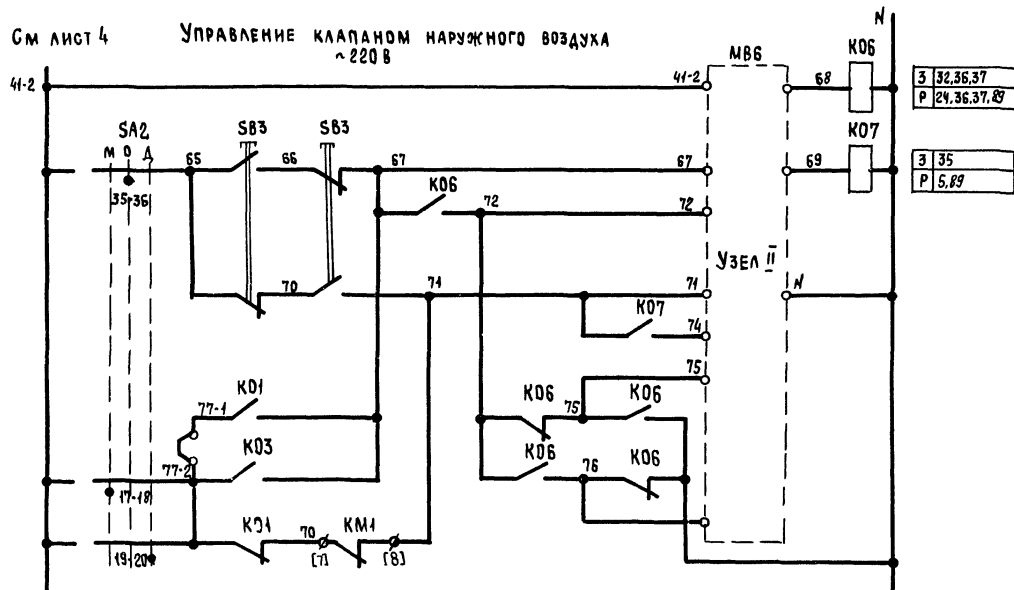 См лист 4
Управление клапаном наружного воздуха
~220 В
N
41-2
41-2
МВ6
68
К06
З 32,36,37
Р 24,36,37,89
SA2
М О Д
SB3
SB3
К07
65
66
67
67
69
З 35
Р 5,89
35-36
К06
72
72
Узел II
70
71
71
N
К07
74
75
77-1
К01
К06
75
К06
К03
К06
76
К06
77-2
17-18
К01
70
КМ1
[7]
[8]
19-20